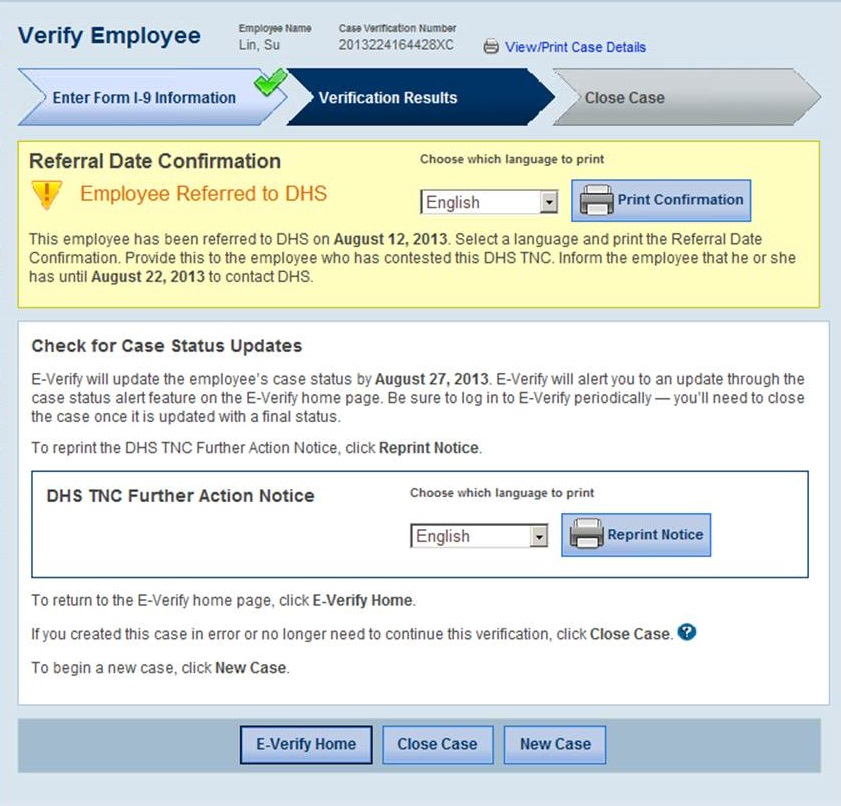 Verify Employee
Employee Name
Lin, Su
Case Verification Number
2013224164428XC
View/Print Case Details
Enter Form I-9 Information
Verification Results
Close Case
Referral Date Confirmation
Employee Referred to DHS
Choose which language to print
English
Print Confirmation
This employee has been referred to DHS on August 12, 2013. Select a language and print the Referral Date
Confirmation. Provide this to the employee who has contested this DHS TNC. Inform the employee that he or she
has until August 22, 2013 to contact DHS.
Check for Case Status Updates
E-Verify will update the employee's case status by August 27, 2013. E-Verify will alert you to an update through the
case status alert feature on the E-Verify home page. Be sure to log in to E-Verify periodically — you'll need to close
the case once it is updated with a final status.
To reprint the DHS TNC Further Action Notice, click Reprint Notice.
DHS TNC Further Action Notice
Choose which language to print
English
Reprint Notice
To return to the E-Verify home page, click E-Verify Home.
If you created this case in error or no longer need to continue this verification, click Close Case. ?
To begin a new case, click New Case.
E-Verify Home
Close Case
New Case